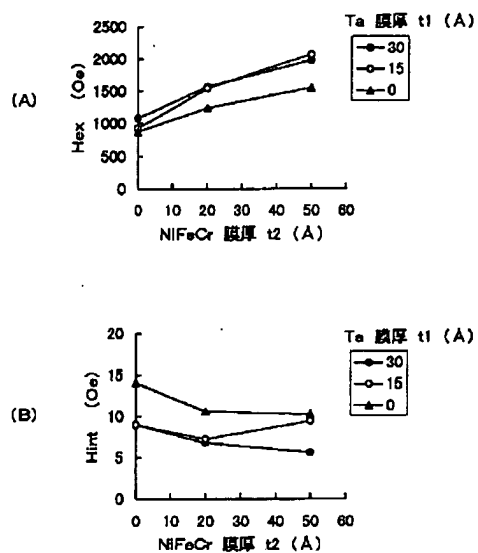 (A)
Hex (Oe)
2500
2000
1500
1000
500
0
0 10 20 30 40 50 60
NiFeCr 膜厚 t2 (Å)
Ta 膜厚 t1 (Å)
30
15
0
(B)
Hint (Oe)
20
15
10
5
0
0 10 20 30 40 50 60
NiFeCr 膜厚 t2 (Å)
Ta 膜厚 t1 (Å)
30
15
0